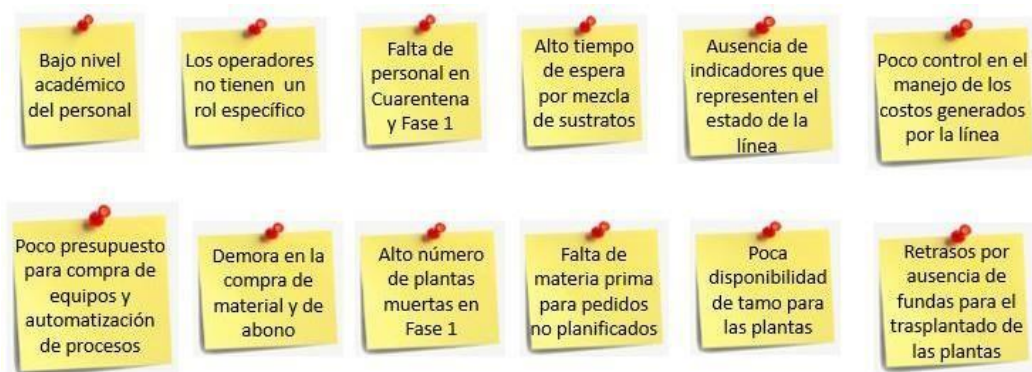 Bajo nivel
académico
del personal
Los operadores
no tienen un
rol específico
Falta de
personal en
Cuarentena
y Fase 1
Alto tiempo
de espera
por mezcla
de sustratos
Ausencia de
indicadores que
representen el
estado de la
línea
Poco control en el
manejo de los
costos generados
por la línea
Poco presupuesto
para compra de
equipos y
automatización
de procesos
Demora en la
compra de
material y de
abono
Alto número
de plantas
muertas en
Fase 1
Falta de
materia prima
para pedidos
no planificados
Poca
disponibilidad
de tamo para
las plantas
Retrasos por
ausencia de
fundas para el
trasplantado de
las plantas